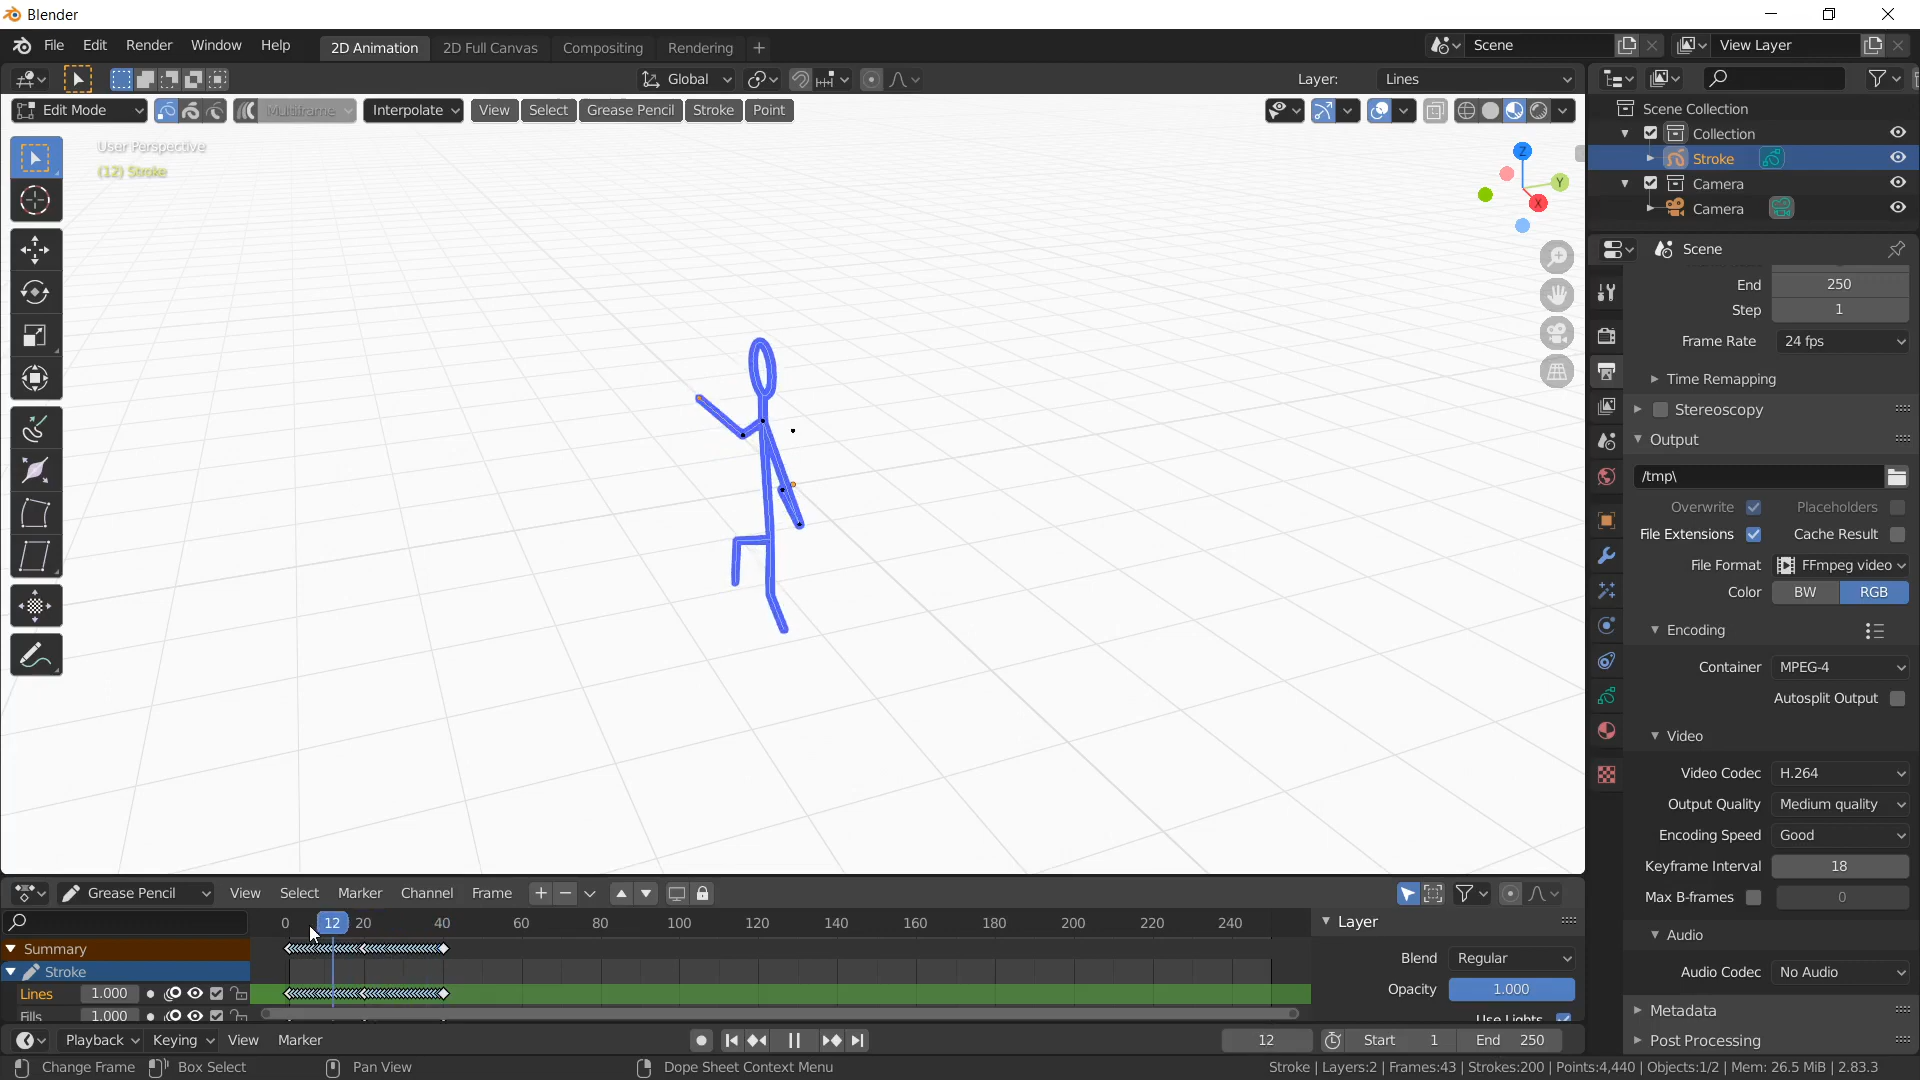 Blender
File Edit Render Window Help 2D Animation 2D Full Canvas Compositing Rendering + Scene View Layer
Global Layer: Lines
Edit Mode Multiframe Interpolate View Select Grease Pencil Stroke Point
User Perspective
(12) Stroke
Z
Y
X
Scene Collection
Collection
Stroke
Camera
Camera
Scene
End 250
Step 1
Frame Rate 24 fps
Time Remapping
Stereoscopy
Output
/tmp\
Overwrite Placeholders
File Extensions Cache Result
File Format FFmpeg video
Color BW RGB
Encoding
Container MPEG-4
Autosplit Output
Video
Video Codec H.264
Output Quality Medium quality
Encoding Speed Good
Keyframe Interval 18
Max B-frames 0
Audio
Audio Codec No Audio
Metadata
Post Processing
Grease Pencil View Select Marker Channel Frame
0 12 20 40 60 80 100 120 140 160 180 200 220 240
Summary
Stroke
Lines 1.000
Fills 1.000
Layer
Blend Regular
Opacity 1.000
Use Lights
Playback Keying View Marker 12 Start 1 End 250
Change Frame Box Select Pan View Dope Sheet Context Menu Stroke | Layers:2 | Frames:43 | Strokes:200 | Points:4,440 | Objects:1/2 | Mem: 26.5 MiB | 2.83.3